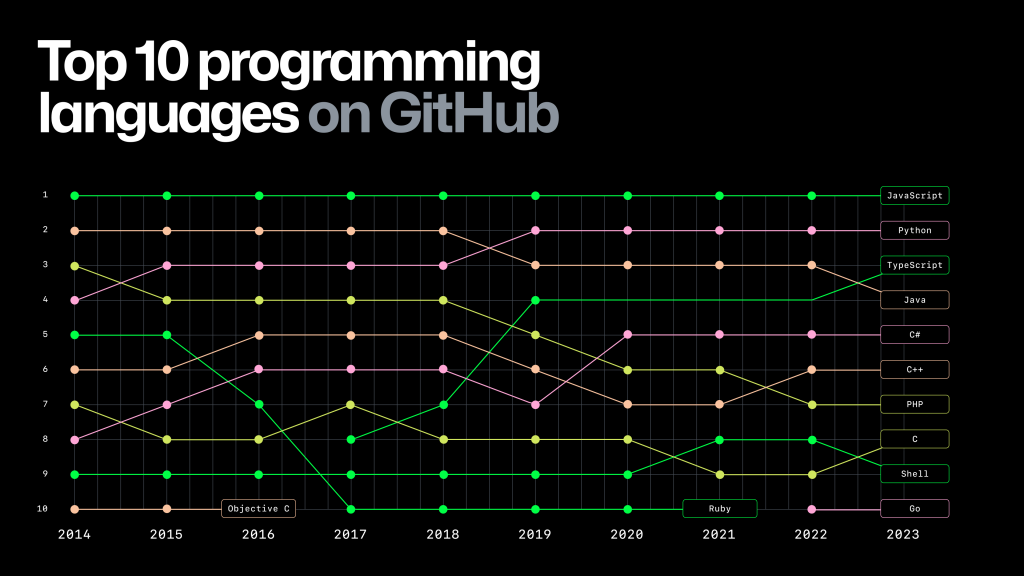 Top 10 programming
languages on GitHub
1
JavaScript
2
Python
3
TypeScript
4
Java
5
C#
6
C++
7
PHP
8
C
9
Shell
10
Objective C
Ruby
Go
2014 2015 2016 2017 2018 2019 2020 2021 2022 2023